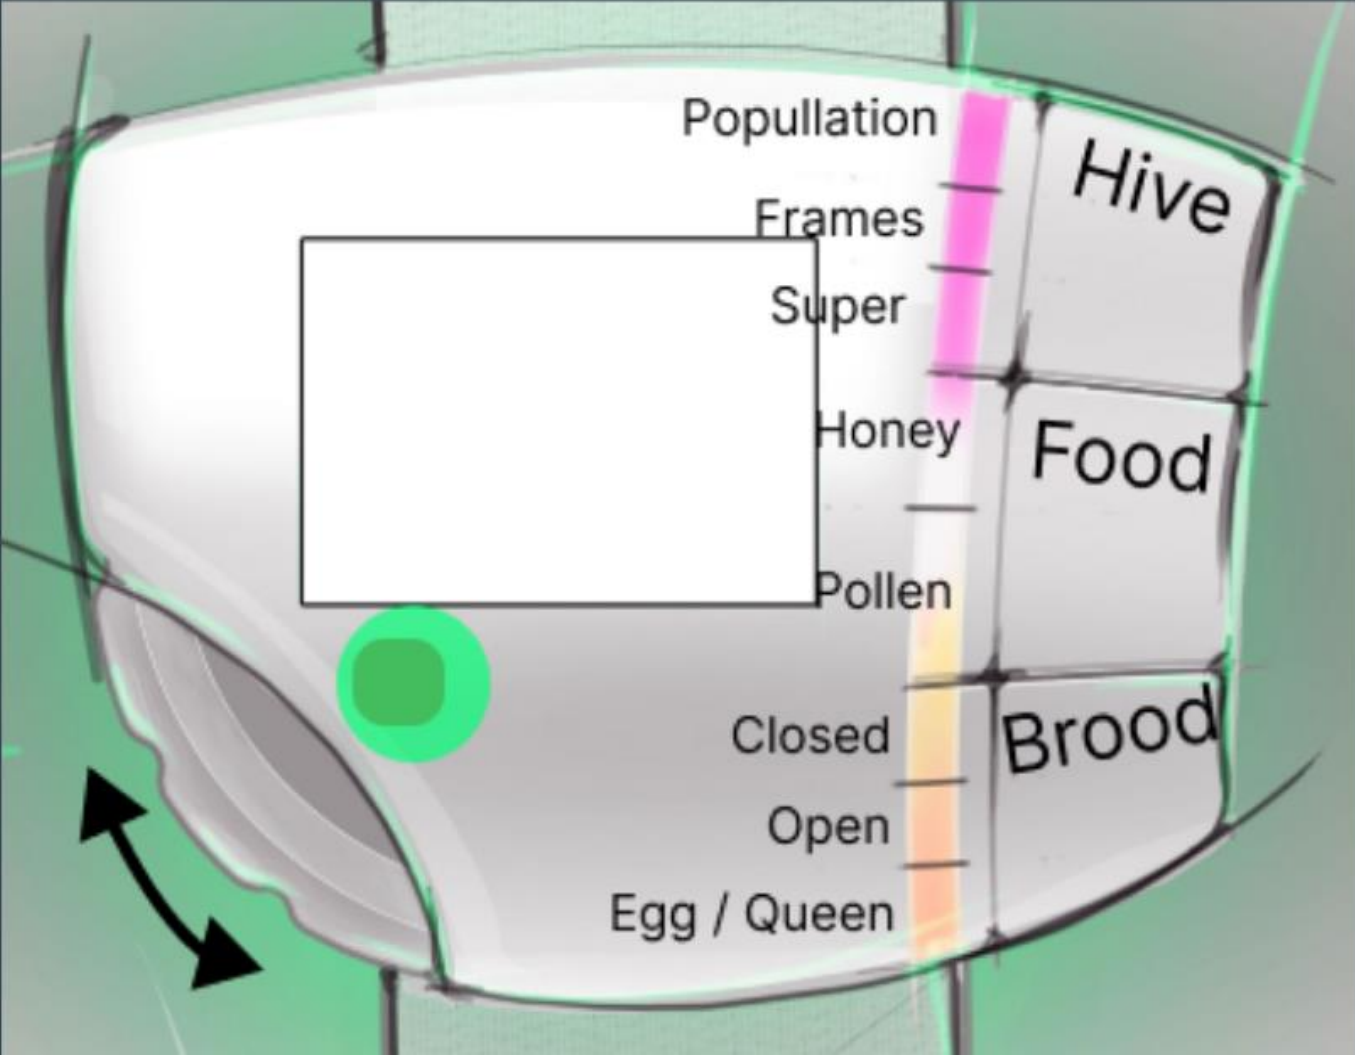 Popullation
Hive
Frames
Super
Honey
Food
Pollen
Closed
Brood
Open
Egg / Queen